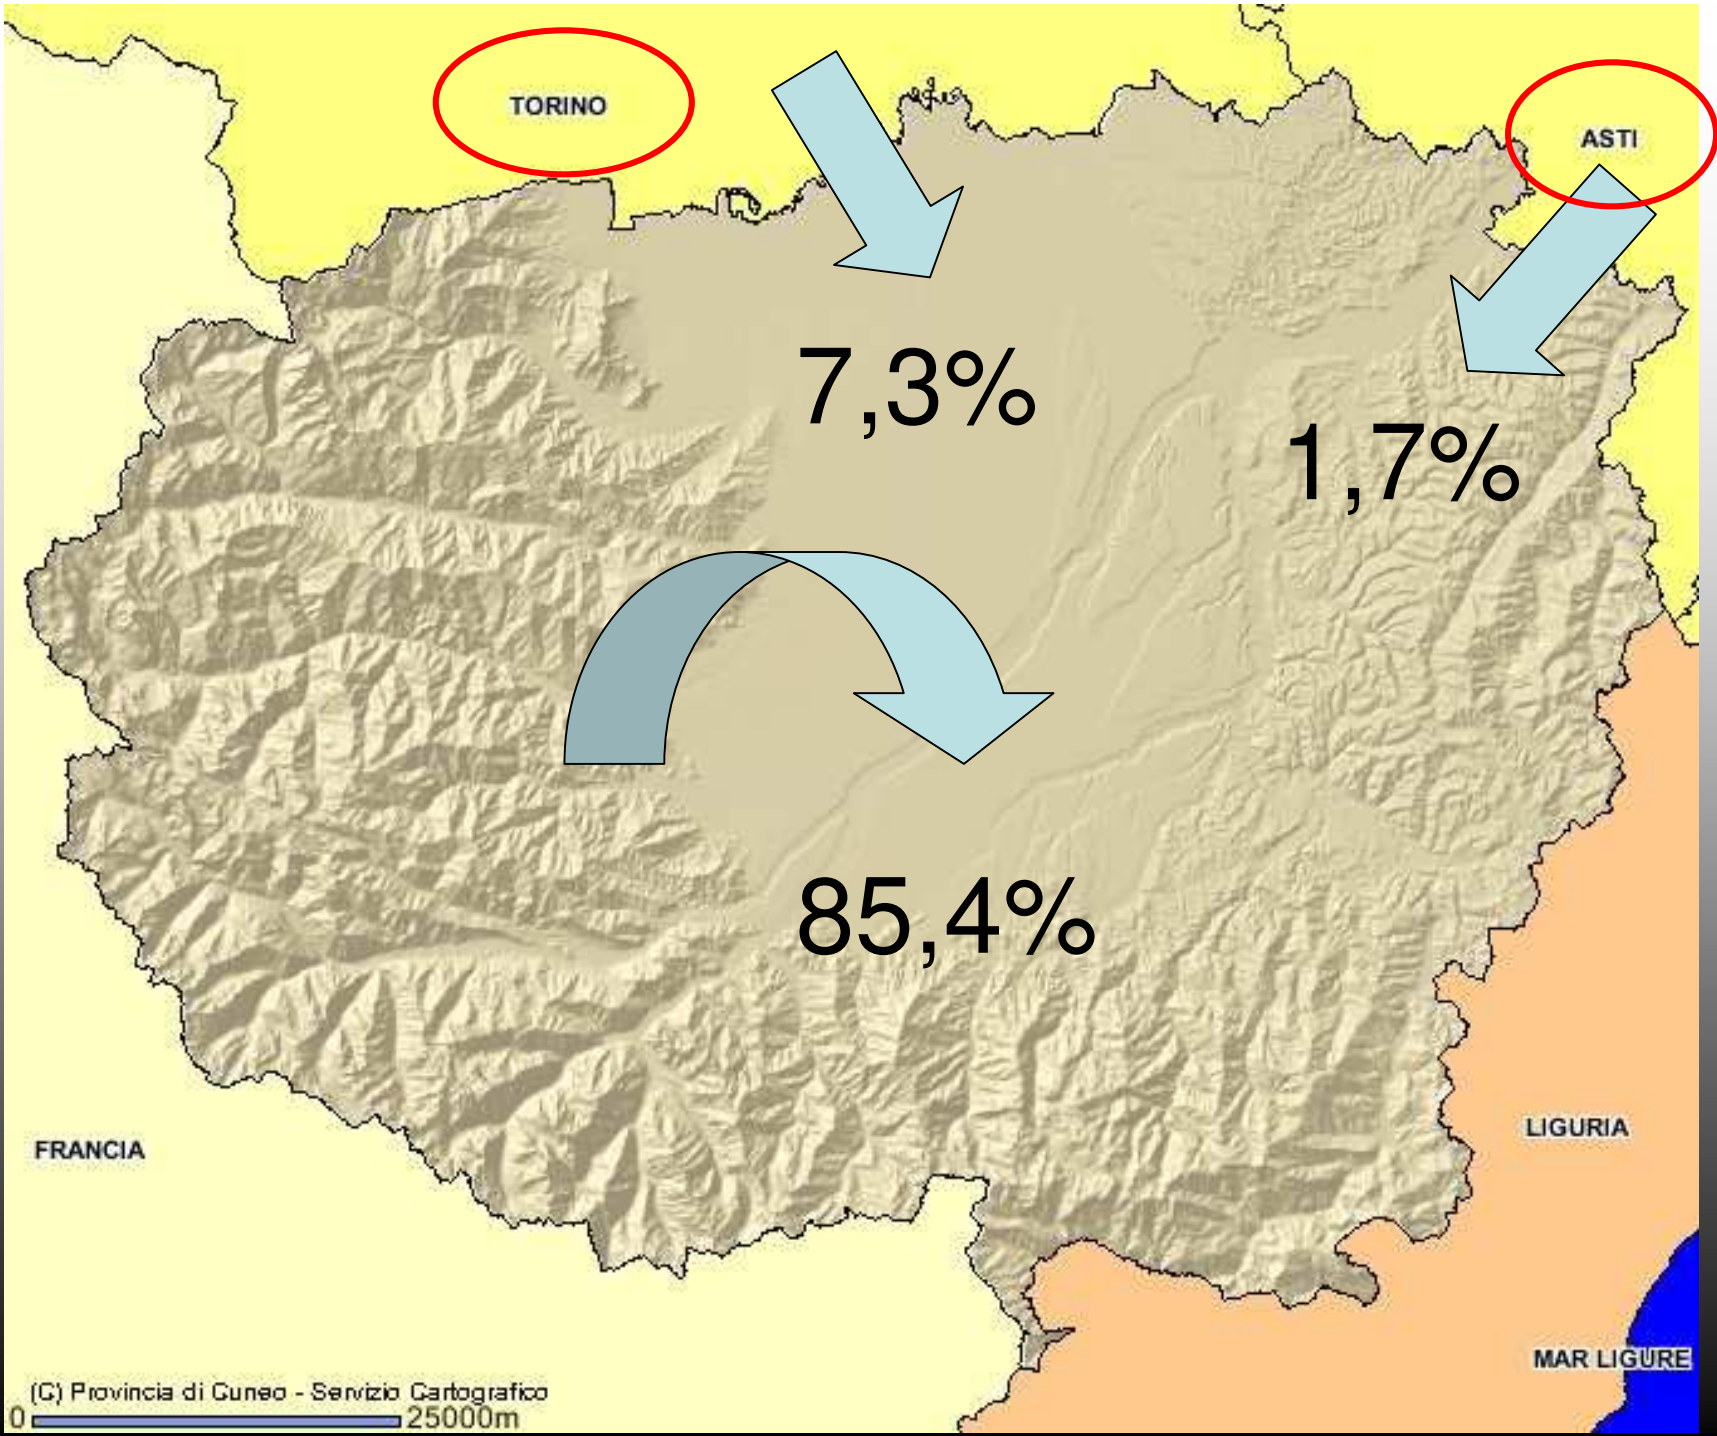 TORINO
ASTI
7,3%
1,7%
85,4%
FRANCIA
LIGURIA
MAR LIGURE
(C) Provincia di Cuneo - Servizio Cartografico
0 25000m